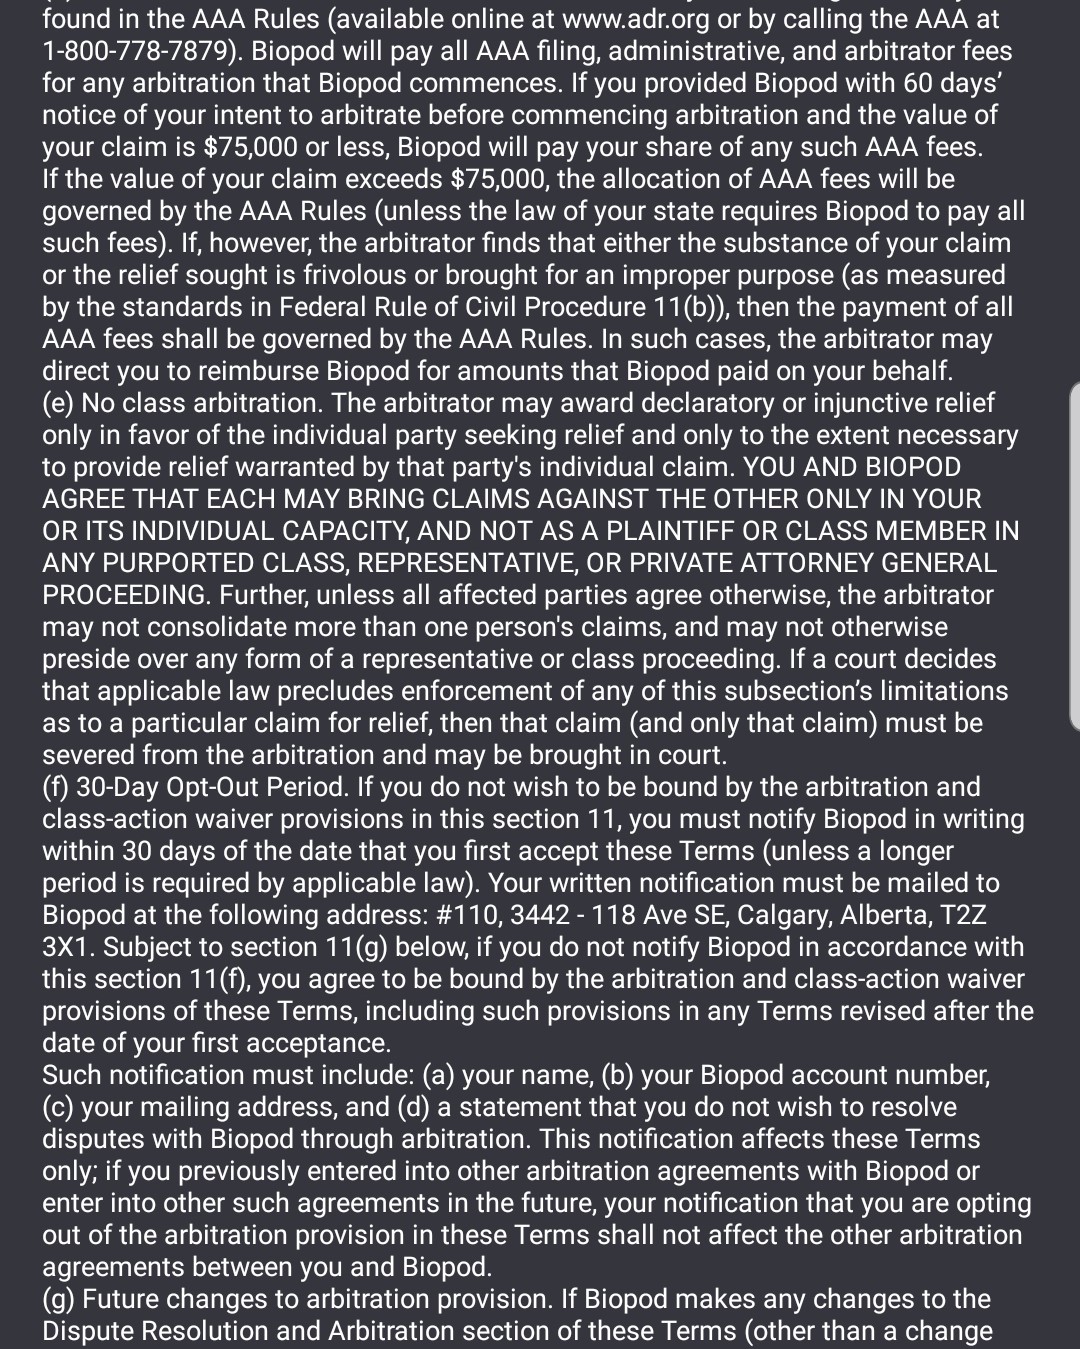 found in the AAA Rules (available online at www.adr.org or by calling the AAA at
1-800-778-7879). Biopod will pay all AAA filing, administrative, and arbitrator fees
for any arbitration that Biopod commences. If you provided Biopod with 60 days’
notice of your intent to arbitrate before commencing arbitration and the value of
your claim is $75,000 or less, Biopod will pay your share of any such AAA fees.
If the value of your claim exceeds $75,000, the allocation of AAA fees will be
governed by the AAA Rules (unless the law of your state requires Biopod to pay all
such fees). If, however, the arbitrator finds that either the substance of your claim
or the relief sought is frivolous or brought for an improper purpose (as measured
by the standards in Federal Rule of Civil Procedure 11(b)), then the payment of all
AAA fees shall be governed by the AAA Rules. In such cases, the arbitrator may
direct you to reimburse Biopod for amounts that Biopod paid on your behalf.
(e) No class arbitration. The arbitrator may award declaratory or injunctive relief
only in favor of the individual party seeking relief and only to the extent necessary
to provide relief warranted by that party's individual claim. YOU AND BIOPOD
AGREE THAT EACH MAY BRING CLAIMS AGAINST THE OTHER ONLY IN YOUR
OR ITS INDIVIDUAL CAPACITY, AND NOT AS A PLAINTIFF OR CLASS MEMBER IN
ANY PURPORTED CLASS, REPRESENTATIVE, OR PRIVATE ATTORNEY GENERAL
PROCEEDING. Further, unless all affected parties agree otherwise, the arbitrator
may not consolidate more than one person's claims, and may not otherwise
preside over any form of a representative or class proceeding. If a court decides
that applicable law precludes enforcement of any of this subsection’s limitations
as to a particular claim for relief, then that claim (and only that claim) must be
severed from the arbitration and may be brought in court.
(f) 30-Day Opt-Out Period. If you do not wish to be bound by the arbitration and
class-action waiver provisions in this section 11, you must notify Biopod in writing
within 30 days of the date that you first accept these Terms (unless a longer
period is required by applicable law). Your written notification must be mailed to
Biopod at the following address: #110, 3442 - 118 Ave SE, Calgary, Alberta, T2Z
3X1. Subject to section 11(g) below, if you do not notify Biopod in accordance with
this section 11(f), you agree to be bound by the arbitration and class-action waiver
provisions of these Terms, including such provisions in any Terms revised after the
date of your first acceptance.
Such notification must include: (a) your name, (b) your Biopod account number,
(c) your mailing address, and (d) a statement that you do not wish to resolve
disputes with Biopod through arbitration. This notification affects these Terms
only; if you previously entered into other arbitration agreements with Biopod or
enter into other such agreements in the future, your notification that you are opting
out of the arbitration provision in these Terms shall not affect the other arbitration
agreements between you and Biopod.
(g) Future changes to arbitration provision. If Biopod makes any changes to the
Dispute Resolution and Arbitration section of these Terms (other than a change